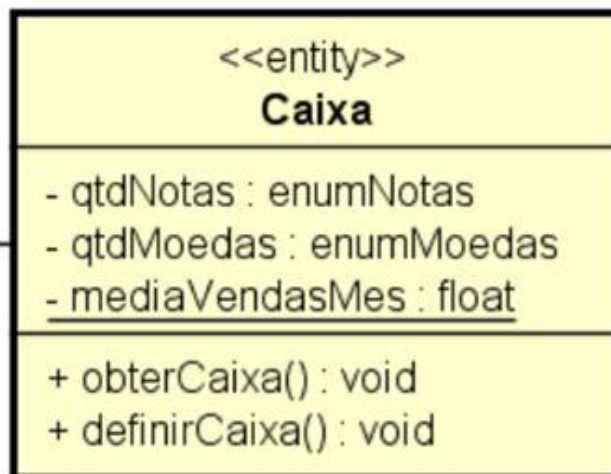 <<entity>>
Caixa
- qtdNotas : enumNotas
- qtdMoedas : enumMoedas
- mediaVendasMes : float
+ obterCaixa() : void
+ definirCaixa() : void